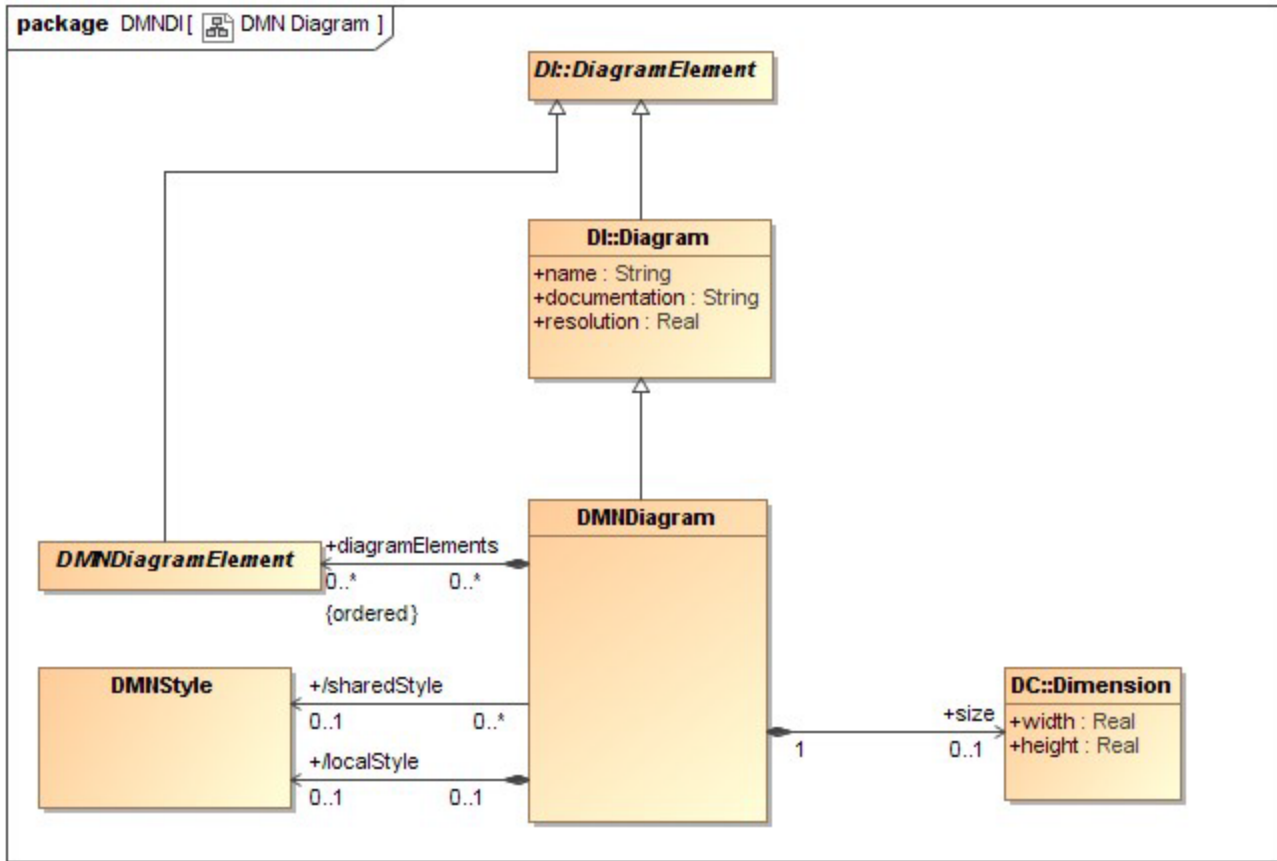 package DMNDI [ DMN Diagram ]
DI::DiagramElement
DI::Diagram
+name : String
+documentation : String
+resolution : Real
DMNDiagram
DMNDiagramElement
+diagramElements
0..* 0..*
{ordered}
DMNStyle
+/sharedStyle
0..1 0..*
+/localStyle
0..1 0..1
+size
1 0..1
DC::Dimension
+width : Real
+height : Real